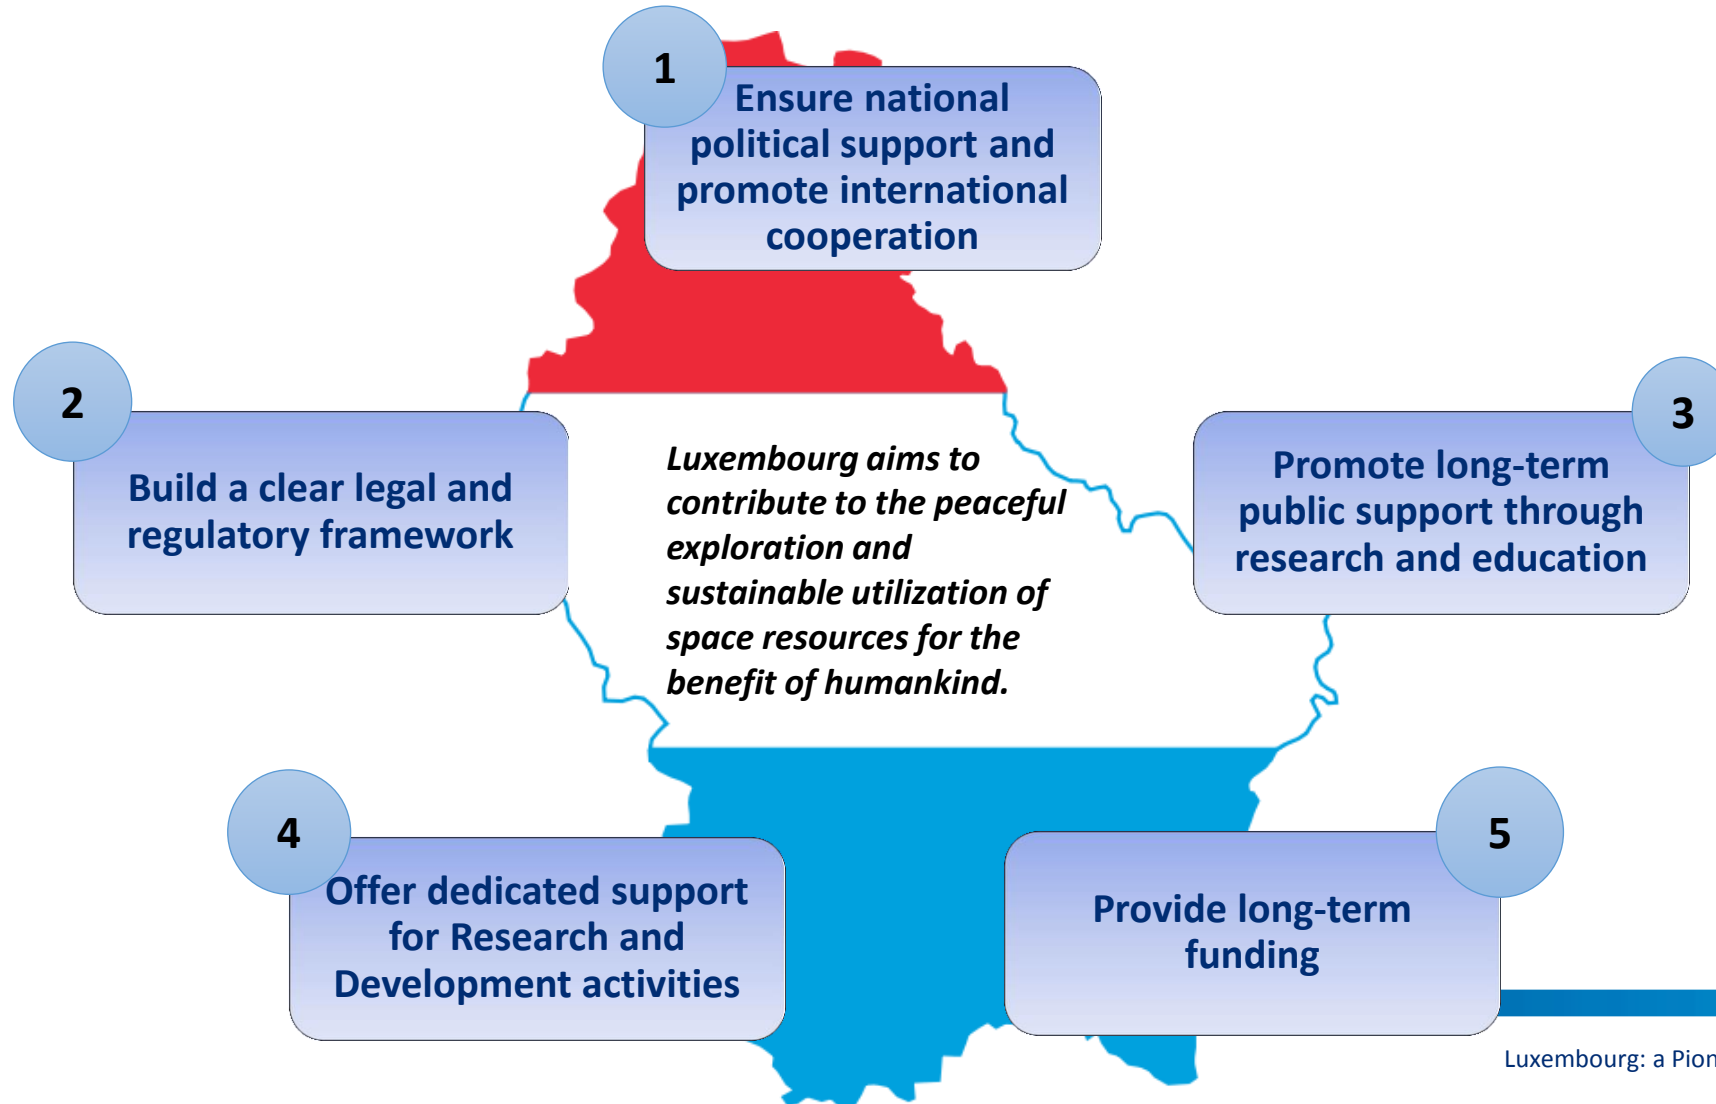 1
Ensure national
political support and
promote international
cooperation
2
Build a clear legal and
regulatory framework
Luxembourg aims to
contribute to the peaceful
exploration and
sustainable utilization of
space resources for the
benefit of humankind.
3
Promote long-term
public support through
research and education
4
Offer dedicated support
for Research and
Development activities
5
Provide long-term
funding
Luxembourg: a Pion